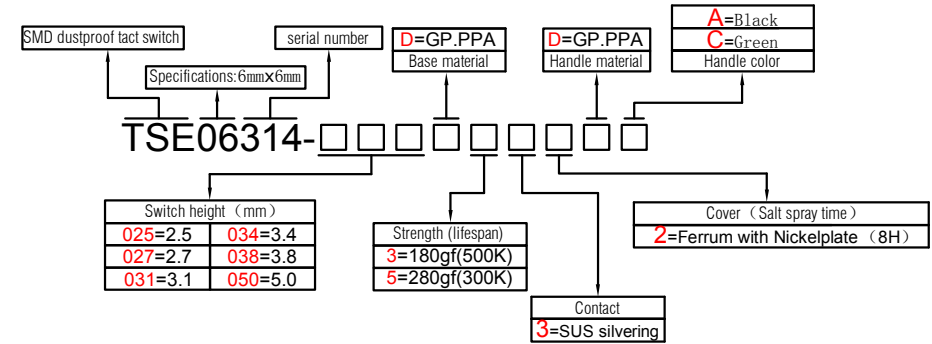 SMD dustproof tact switch
serial number
Specifications:6mmx6mm
D=GP.PPA
Base material
D=GP.PPA
Handle material
A=Black
C=Green
Handle color
TSE06314-□□□□□□□□□
Switch height（mm）
025=2.5 034=3.4
027=2.7 038=3.8
031=3.1 050=5.0
Strength (lifespan)
3=180gf(500K)
5=280gf(300K)
Contact
3=SUS silvering
Cover（Salt spray time）
2=Ferrum with Nickelplate（8H）